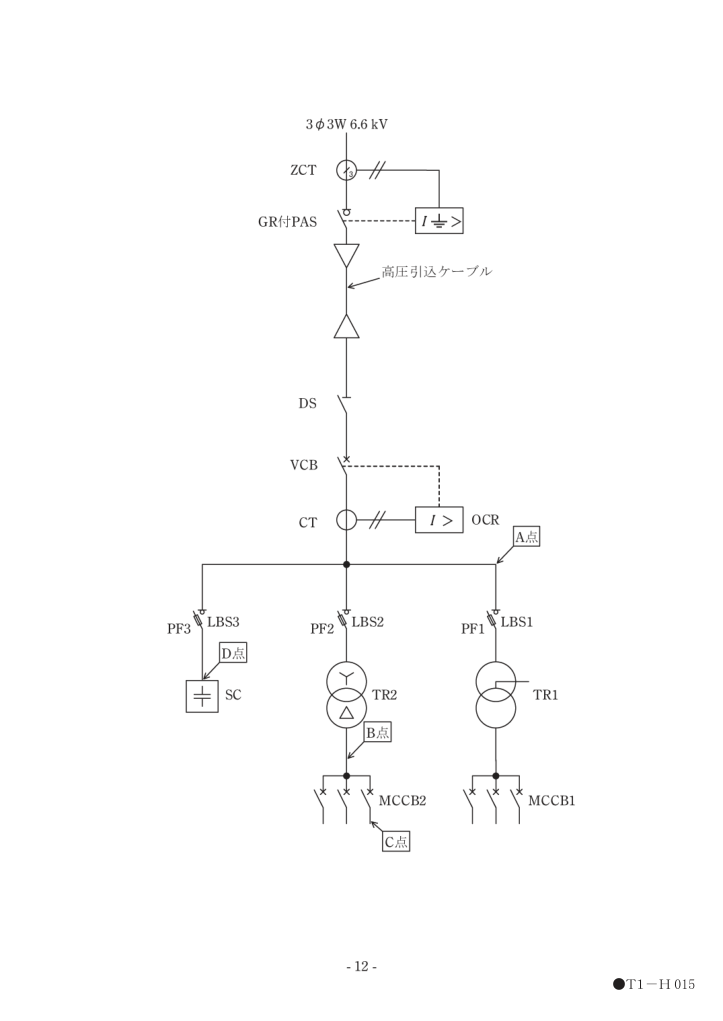 3φ3W 6.6 kV
ZCT
3
GR付PAS
I >
高圧引込ケーブル
DS
VCB
CT
I >
OCR
A点
PF3
LBS3
PF2
LBS2
PF1
LBS1
D点
SC
TR2
TR1
B点
MCCB2
MCCB1
C点
- 12 -
●T1－H 015